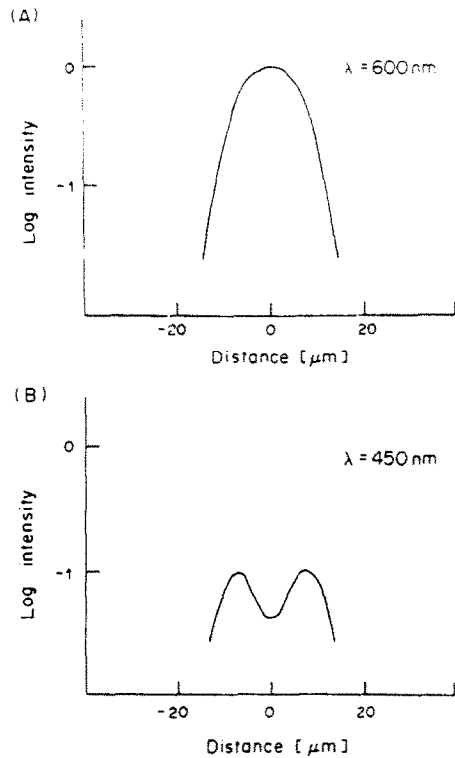 (A)
λ = 600 nm
0
-1
Log intensity
-20 0 20
Distance [μm]
(B)
λ = 450 nm
0
-1
Log intensity
-20 0 20
Distance [μm]